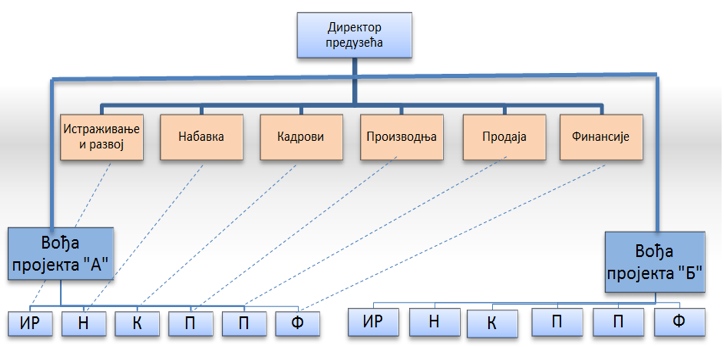 Директор
предузећа
Истраживање
и развој
Набавка
Кадрови
Производња
Продаја
Финансије
Вођа
пројекта "А"
Вођа
пројекта "Б"
ИР
Н
К
П
П
Ф
ИР
Н
К
П
П
Ф